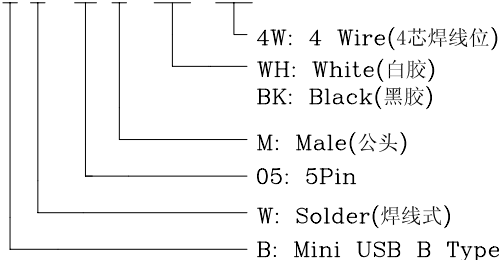 4W: 4 Wire(4芯焊线位)
WH: White(白胶)
BK: Black(黑胶)
M: Male(公头)
05: 5Pin
W: Solder(焊线式)
B: Mini USB B Type